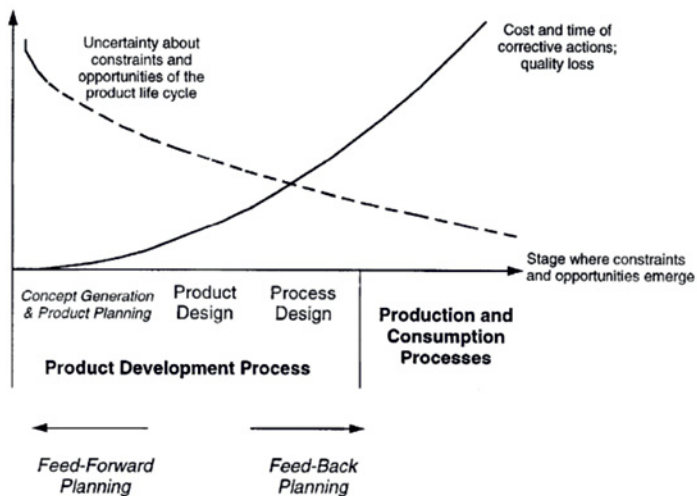 Uncertainty about
constraints and
opportunities of the
product life cycle
Cost and time of
corrective actions;
quality loss
Stage where constraints
and opportunities emerge
Concept Generation
& Product Planning
Product
Design
Process
Design
Production and
Consumption
Processes
Product Development Process
Feed-Forward
Planning
Feed-Back
Planning